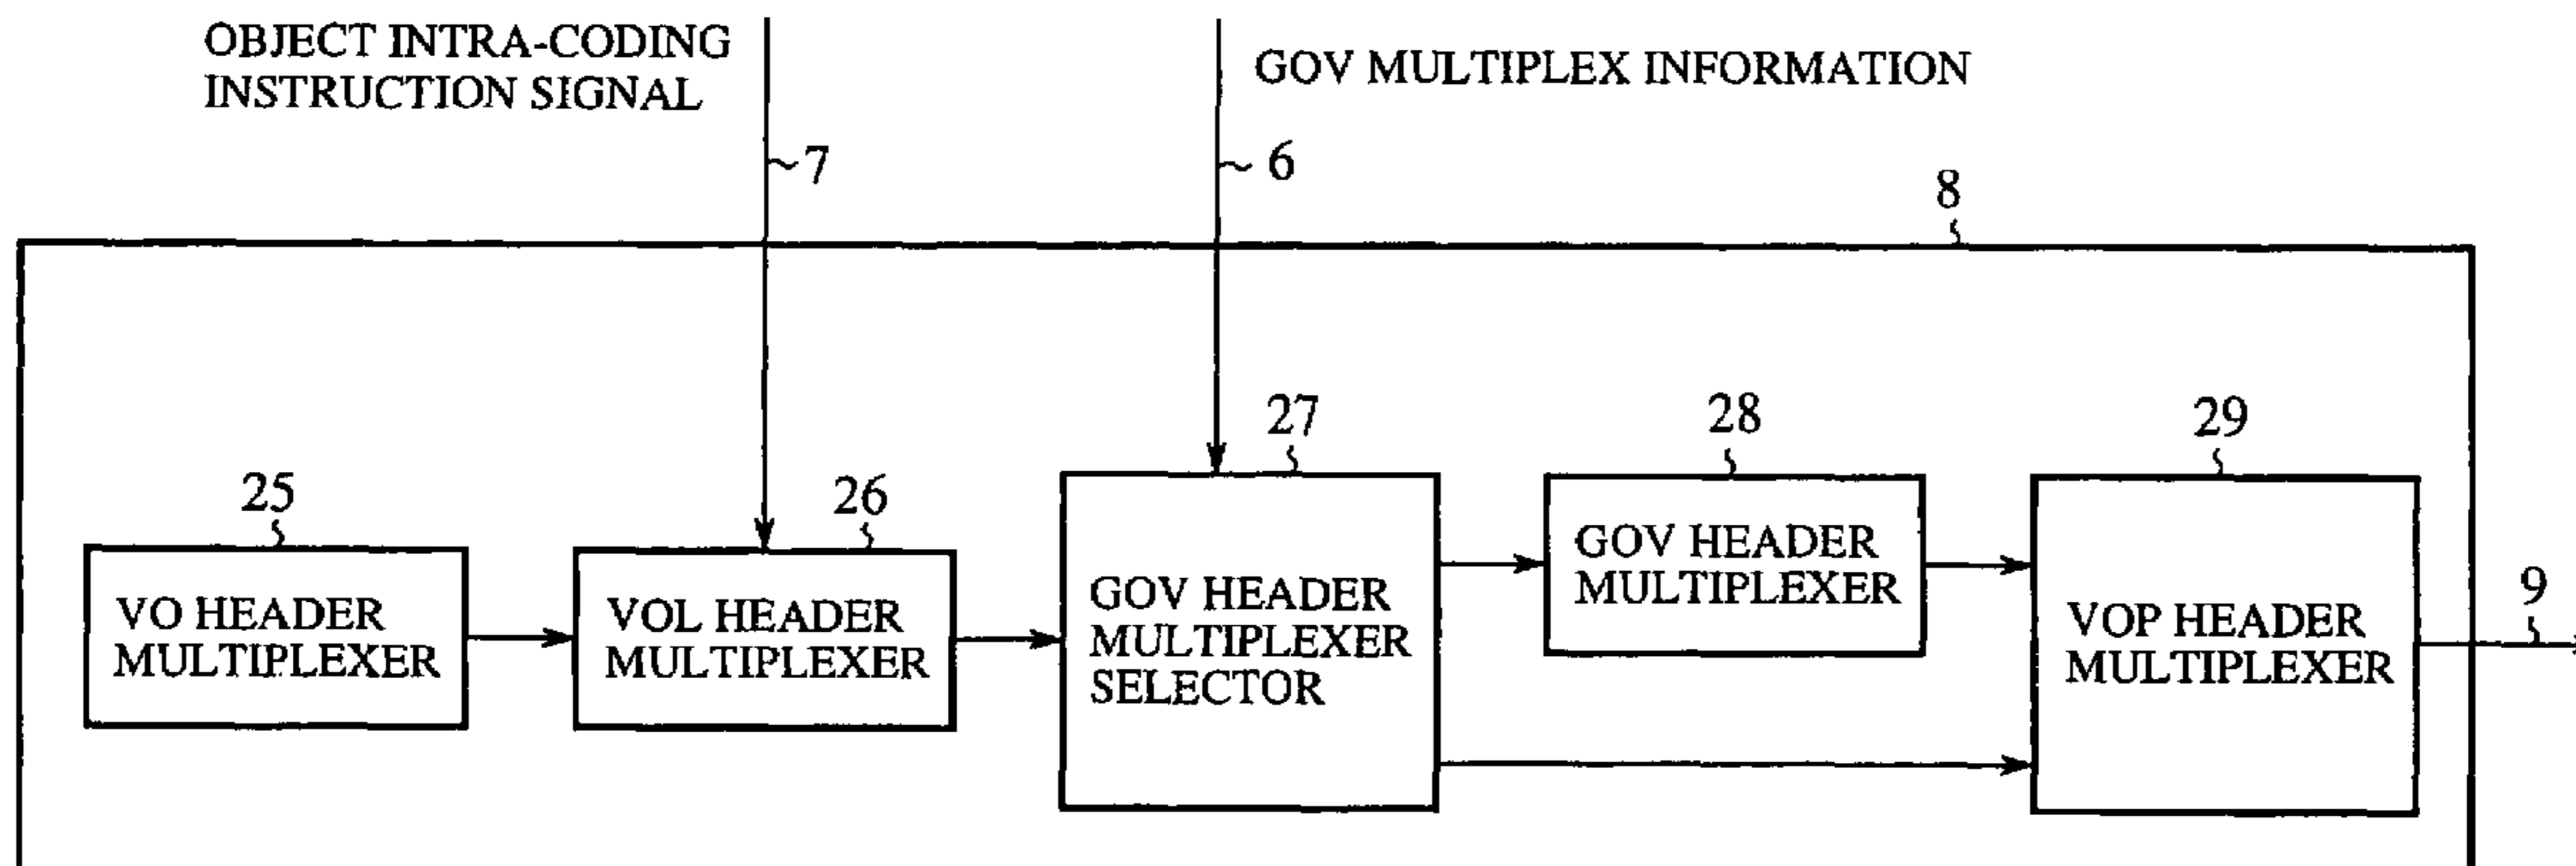 OBJECT INTRA-CODING
INSTRUCTION SIGNAL
GOV MULTIPLEX INFORMATION
7
6
8
25
26
27
28
29
VO HEADER
MULTIPLEXER
VOL HEADER
MULTIPLEXER
GOV HEADER
MULTIPLEXER
SELECTOR
GOV HEADER
MULTIPLEXER
VOP HEADER
MULTIPLEXER
9